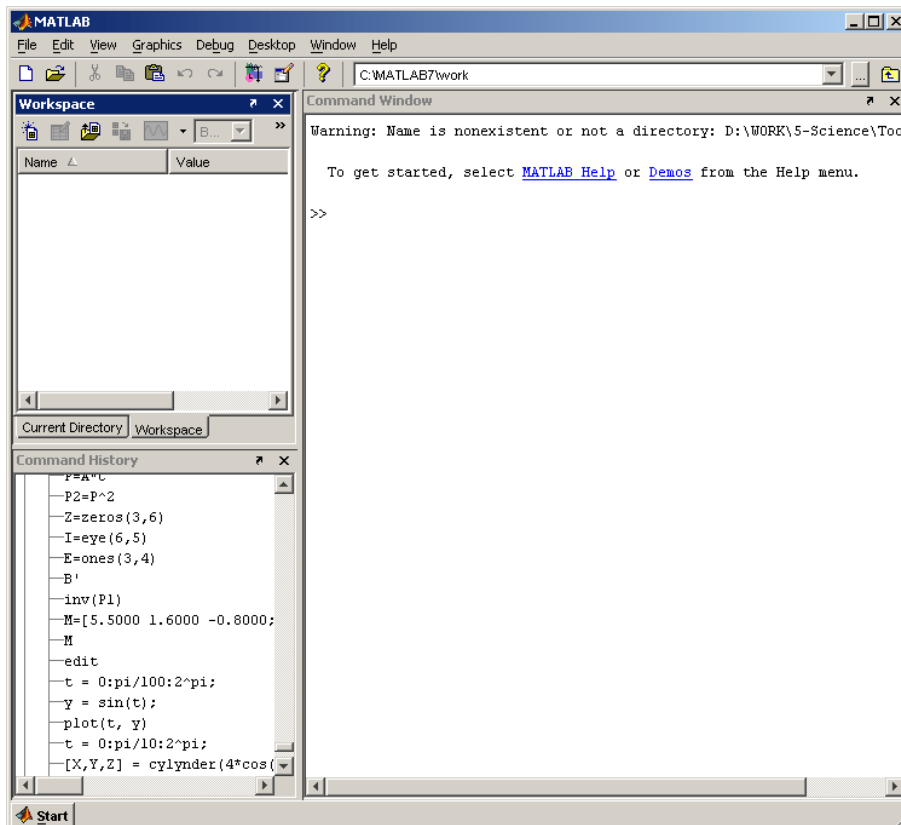 MATLAB
File Edit View Graphics Debug Desktop Window Help
C:\MATLAB7\work
...
Workspace
B...
»
Name Value
Current Directory Workspace
Command History
P=A*C
P2=P^2
Z=zeros(3,6)
I=eye(6,5)
E=ones(3,4)
B'
inv(P1)
M=[5.5000 1.6000 -0.8000;
M
edit
t = 0:pi/100:2^pi;
y = sin(t);
plot(t, y)
t = 0:pi/10:2^pi;
[X,Y,Z] = cylynder(4*cos(
Command Window
Warning: Name is nonexistent or not a directory: D:\WORK\5-Science\Too
To get started, select MATLAB Help or Demos from the Help menu.
>>
Start